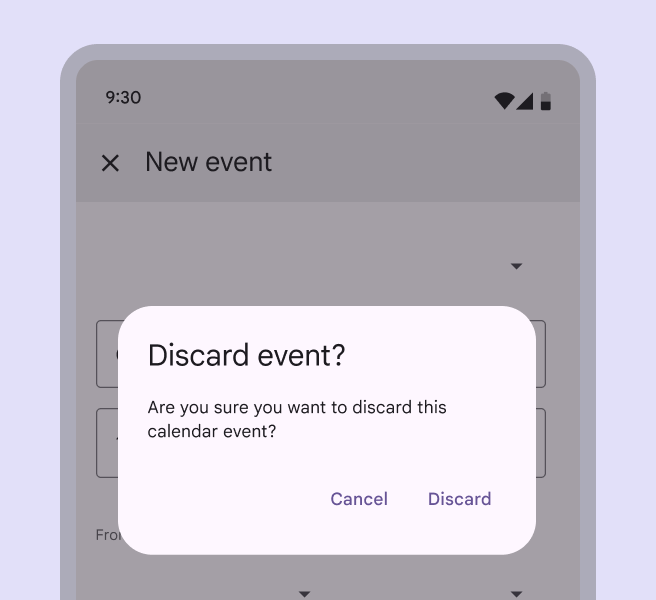 9:30
New event
Discard event?
Are you sure you want to discard this
calendar event?
Cancel Discard